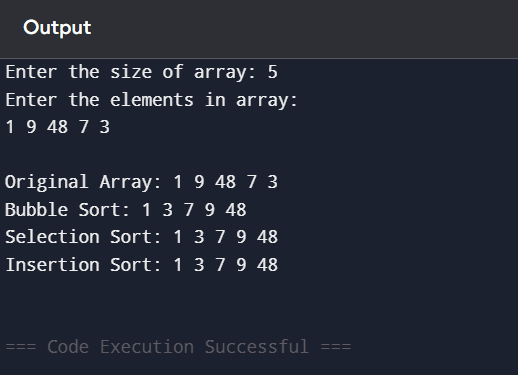 Output
Enter the size of array: 5
Enter the elements in array:
1 9 48 7 3
Original Array: 1 9 48 7 3
Bubble Sort: 1 3 7 9 48
Selection Sort: 1 3 7 9 48
Insertion Sort: 1 3 7 9 48
=== Code Execution Successful ===